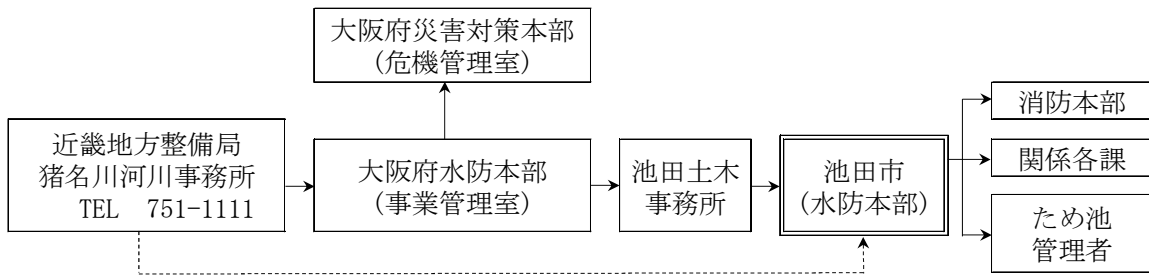 大阪府災害対策本部
(危機管理室)
近畿地方整備局
猪名川河川事務所
TEL 751-1111
大阪府水防本部
(事業管理室)
池田土木
事務所
池田市
(水防本部)
消防本部
関係各課
ため池
管理者